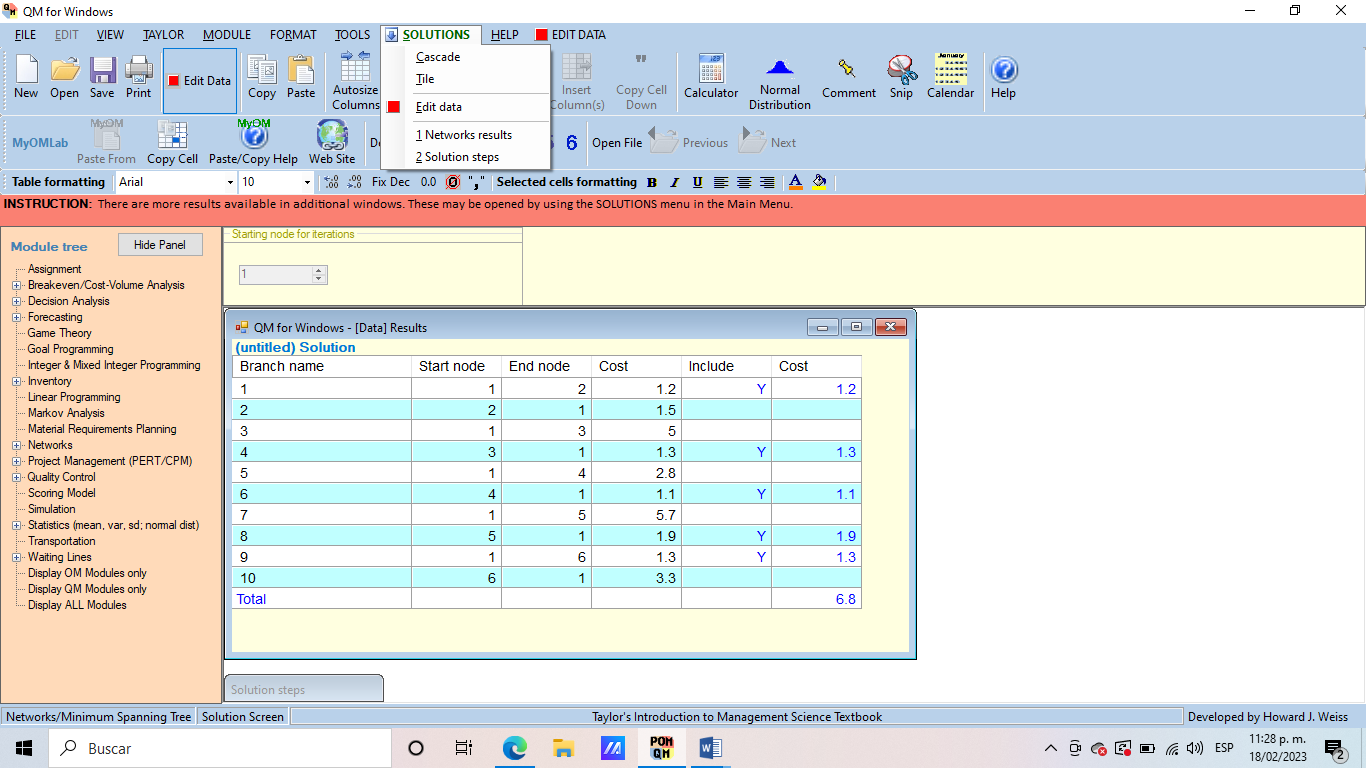 QM for Windows
FILE EDIT VIEW TAYLOR MODULE FORMAT TOOLS SOLUTIONS HELP EDIT DATA
Cascade
Tile
Edit data
1 Networks results
2 Solution steps
New Open Save Print Edit Data Copy Paste Autosize Columns Insert Column(s) Copy Cell Down Calculator Normal Distribution Comment Snip Calendar Help
MyOMLab MyOM Paste From Copy Cell MyOM Paste/Copy Help Web Site 6 Open File Previous Next
Table formatting Arial 10 Fix Dec 0.0 "," Selected cells formatting B I U A
INSTRUCTION: There are more results available in additional windows. These may be opened by using the SOLUTIONS menu in the Main Menu.
Module tree Hide Panel
Assignment
Breakeven/Cost-Volume Analysis
Decision Analysis
Forecasting
Game Theory
Goal Programming
Integer & Mixed Integer Programming
Inventory
Linear Programming
Markov Analysis
Material Requirements Planning
Networks
Project Management (PERT/CPM)
Quality Control
Scoring Model
Simulation
Statistics (mean, var, sd; normal dist)
Transportation
Waiting Lines
Display OM Modules only
Display QM Modules only
Display ALL Modules
Starting node for iterations
1
QM for Windows - [Data] Results
(untitled) Solution
Branch name Start node End node Cost Include Cost
1 1 2 1.2 Y 1.2
2 2 1 1.5
3 1 3 5
4 3 1 1.3 Y 1.3
5 1 4 2.8
6 4 1 1.1 Y 1.1
7 1 5 5.7
8 5 1 1.9 Y 1.9
9 1 6 1.3 Y 1.3
10 6 1 3.3
Total 6.8
Solution steps
Networks/Minimum Spanning Tree Solution Screen Taylor's Introduction to Management Science Textbook Developed by Howard J. Weiss
Buscar
POM QM
ESP
11:28 p. m.
18/02/2023
2